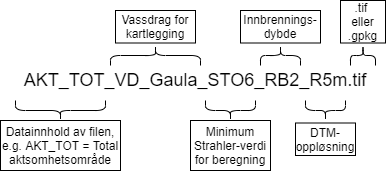 Vassdrag for
kartlegging
Innbrennings-
dybde
.tif
eller
.gpkg
AKT_TOT_VD_Gaula_STO6_RB2_R5m.tif
Datainnhold av filen,
e.g. AKT_TOT = Total
aktsomhetsområde
Minimum
Strahler-verdi
for beregning
DTM-
oppløsning